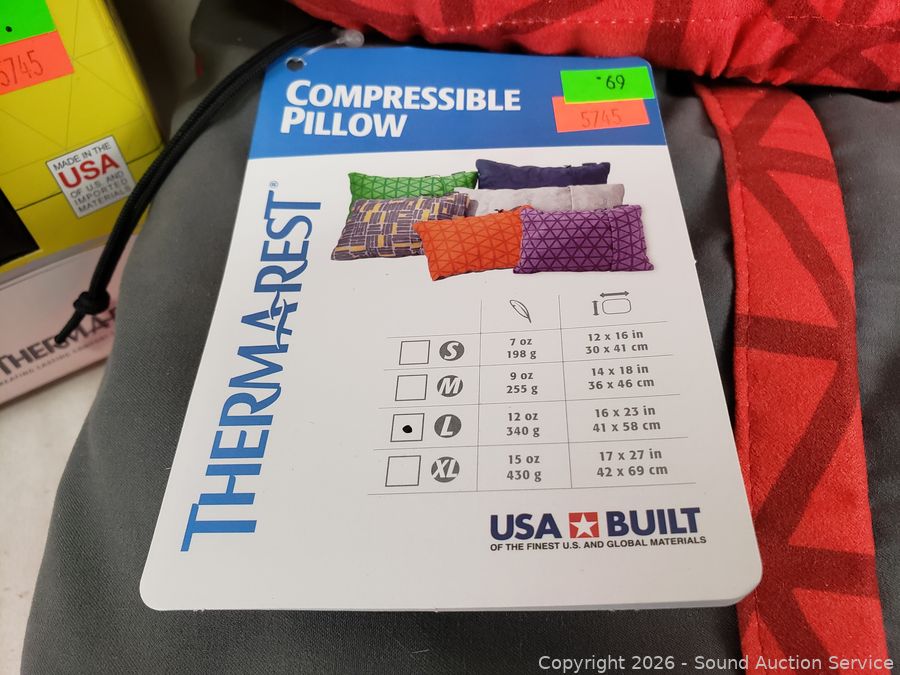 5745
MADE IN THE
USA
OF U.S. AND
IMPORTED
MATERIALS
COMPRESSIBLE
PILLOW
69
5745
THERMAREST®
7 oz
198 g
12 x 16 in
30 x 41 cm
S
9 oz
255 g
14 x 18 in
36 x 46 cm
M
12 oz
340 g
16 x 23 in
41 x 58 cm
L
15 oz
430 g
17 x 27 in
42 x 69 cm
XL
USA BUILT
OF THE FINEST U.S. AND GLOBAL MATERIALS
Copyright 2026 - Sound Auction Service